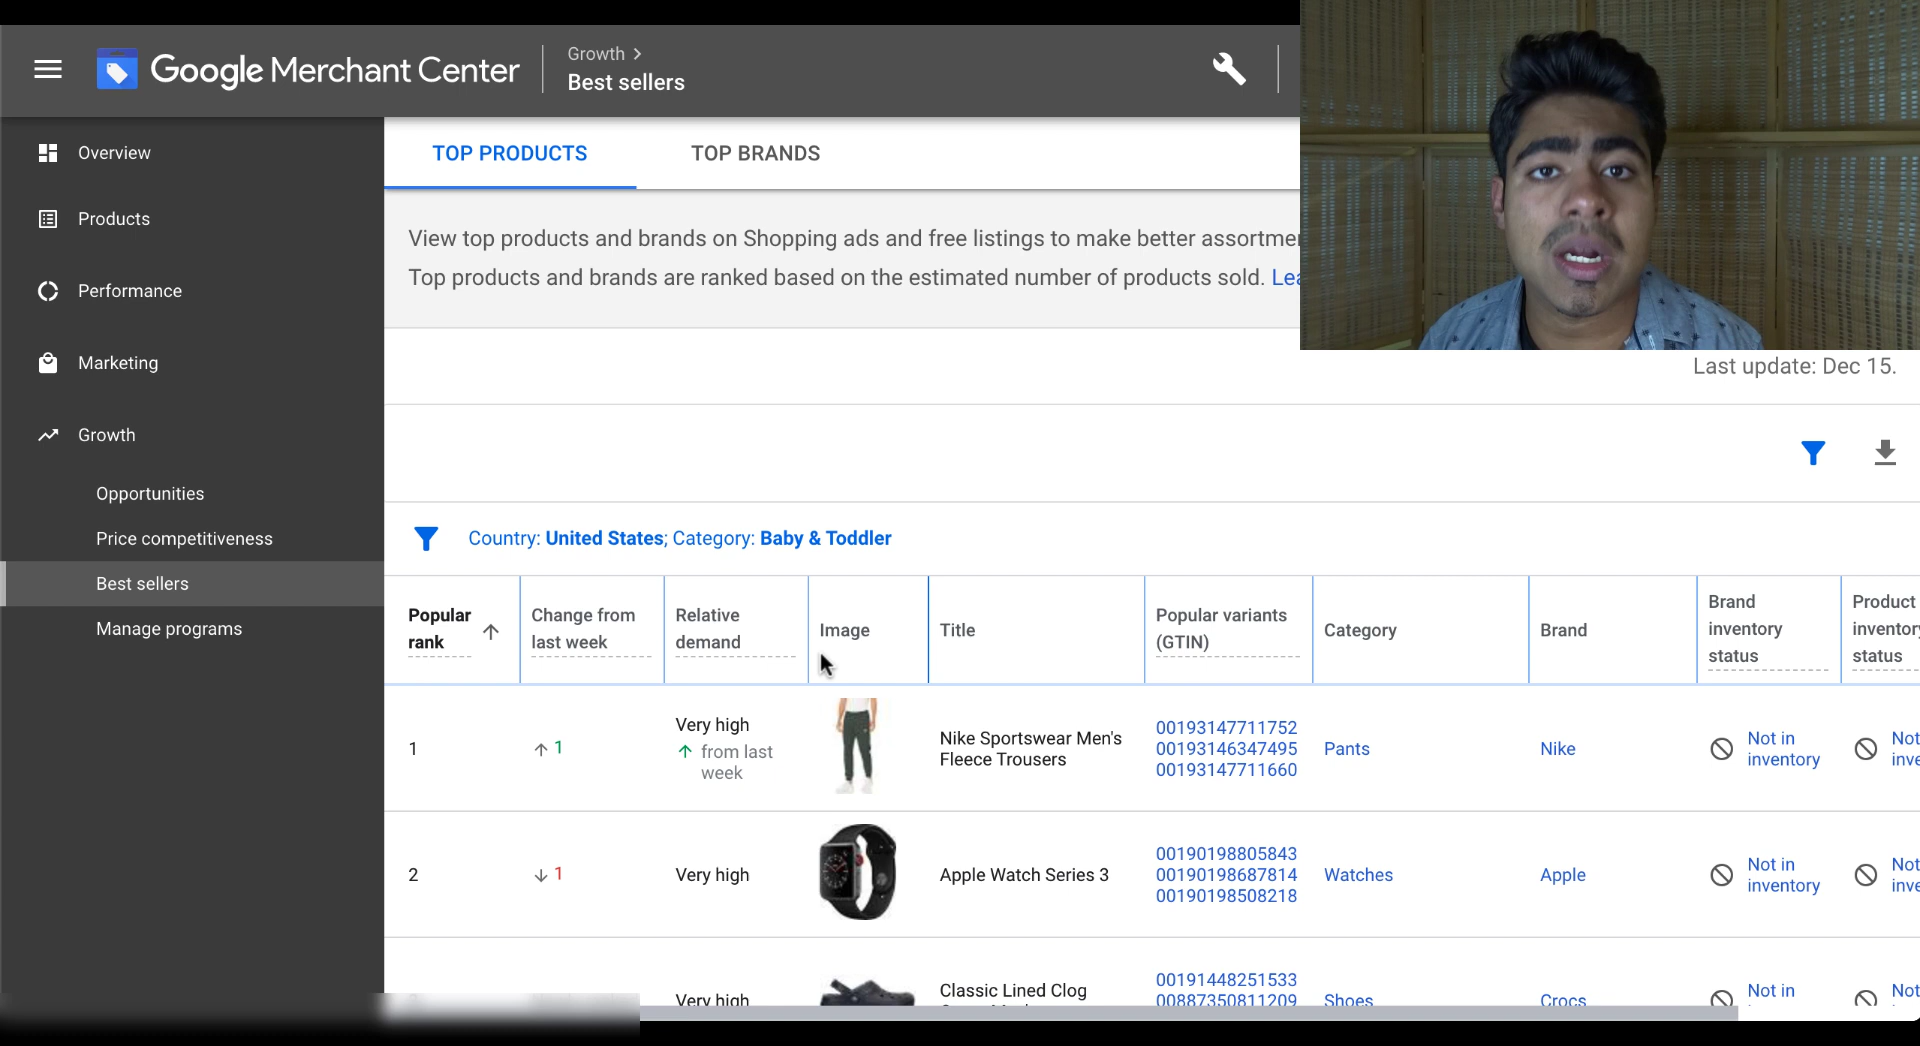 Google Merchant Center
Growth >
Best sellers
Overview
Products
Performance
Marketing
Growth
Opportunities
Price competitiveness
Best sellers
Manage programs
TOP PRODUCTS
TOP BRANDS
View top products and brands on Shopping ads and free listings to make better
Top products and brands are ranked based on the estimated number of products sold.
Last update: Dec 15.
Country: United States; Category: Baby & Toddler
Popular
rank
Change from
last week
Relative
demand
Image
Title
Popular variants
(GTIN)
Category
Brand
Brand
inventory
status
Product
inventory
status
1
1
Very high
from last
week
Nike Sportswear Men's
Fleece Trousers
00193147711752
00193146347495
00193147711660
Pants
Nike
Not in
inventory
Not
2
1
Very high
Apple Watch Series 3
00190198805843
00190198687814
00190198508218
Watches
Apple
Not in
inventory
Not
Very high
Classic Lined Clog
00191448251533
00887350811209
Shoes
Crocs
Not in
Not